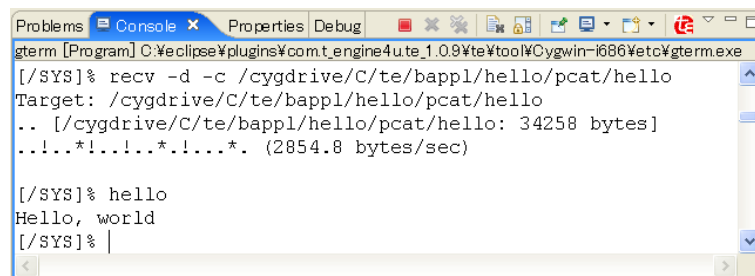 Problems Console Properties Debug
gterm [Program] C:¥eclipse¥plugins¥com.t_engine4u.te_1.0.9¥te¥tool¥Cygwin-i686¥etc¥gterm.exe
[/SYS]% recv -d -c /cygdrive/C/te/bappl/hello/pcat/hello
Target: /cygdrive/C/te/bappl/hello/pcat/hello
.. [/cygdrive/C/te/bappl/hello/pcat/hello: 34258 bytes]
..!..*!..!..*.!...*. (2854.8 bytes/sec)
[/SYS]% hello
Hello, world
[/SYS]%